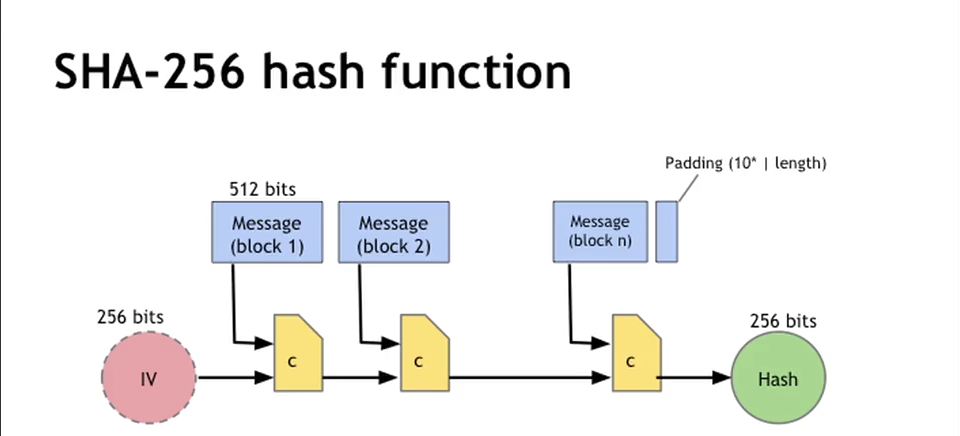 SHA-256 hash function
Padding (10* | length)
512 bits
Message
(block 1)
Message
(block 2)
Message
(block n)
256 bits
256 bits
IV
c
c
c
Hash